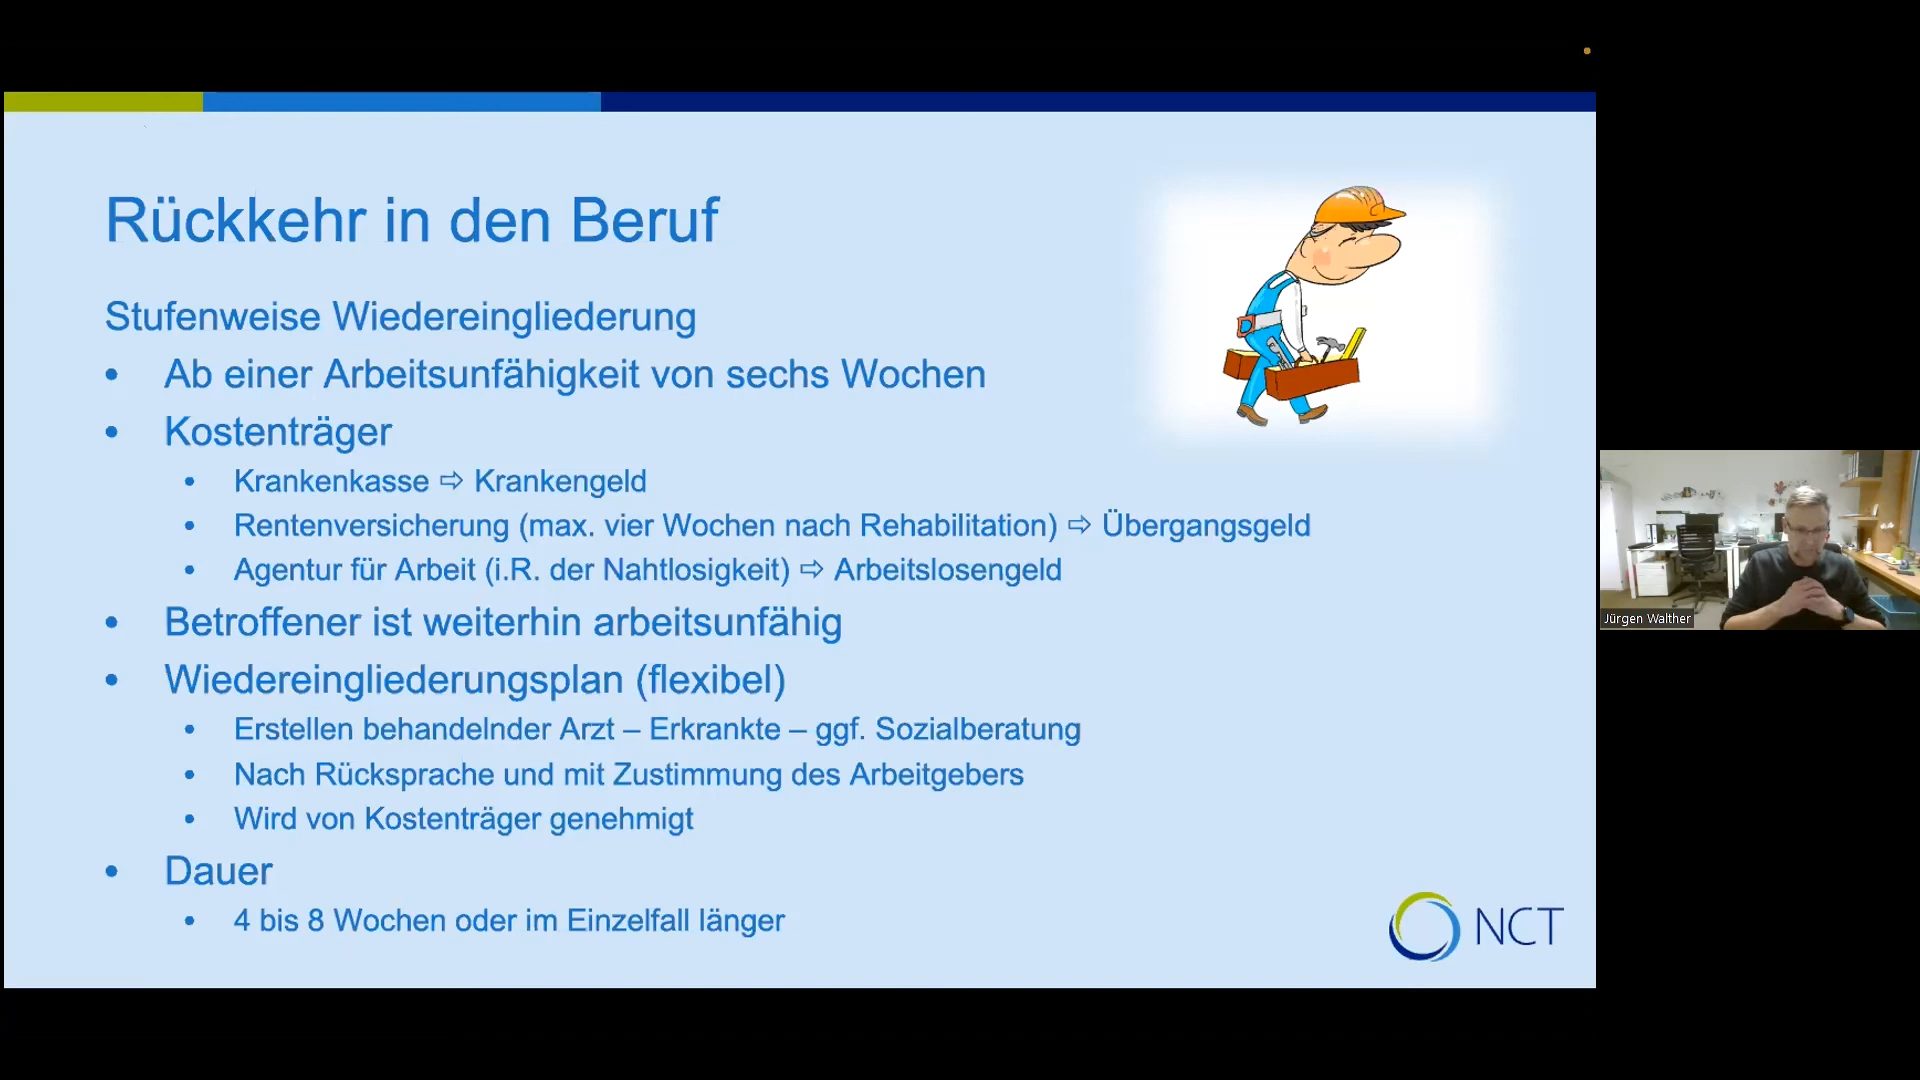 Rückkehr in den Beruf
Stufenweise Wiedereingliederung
• Ab einer Arbeitsunfähigkeit von sechs Wochen
• Kostenträger
• Krankenkasse ⇨ Krankengeld
• Rentenversicherung (max. vier Wochen nach Rehabilitation) ⇨ Übergangsgeld
• Agentur für Arbeit (i.R. der Nahtlosigkeit) ⇨ Arbeitslosengeld
• Betroffener ist weiterhin arbeitsunfähig
• Wiedereingliederungsplan (flexibel)
• Erstellen behandelnder Arzt – Erkrankte – ggf. Sozialberatung
• Nach Rücksprache und mit Zustimmung des Arbeitgebers
• Wird von Kostenträger genehmigt
• Dauer
• 4 bis 8 Wochen oder im Einzelfall länger
NCT
Jürgen Walther